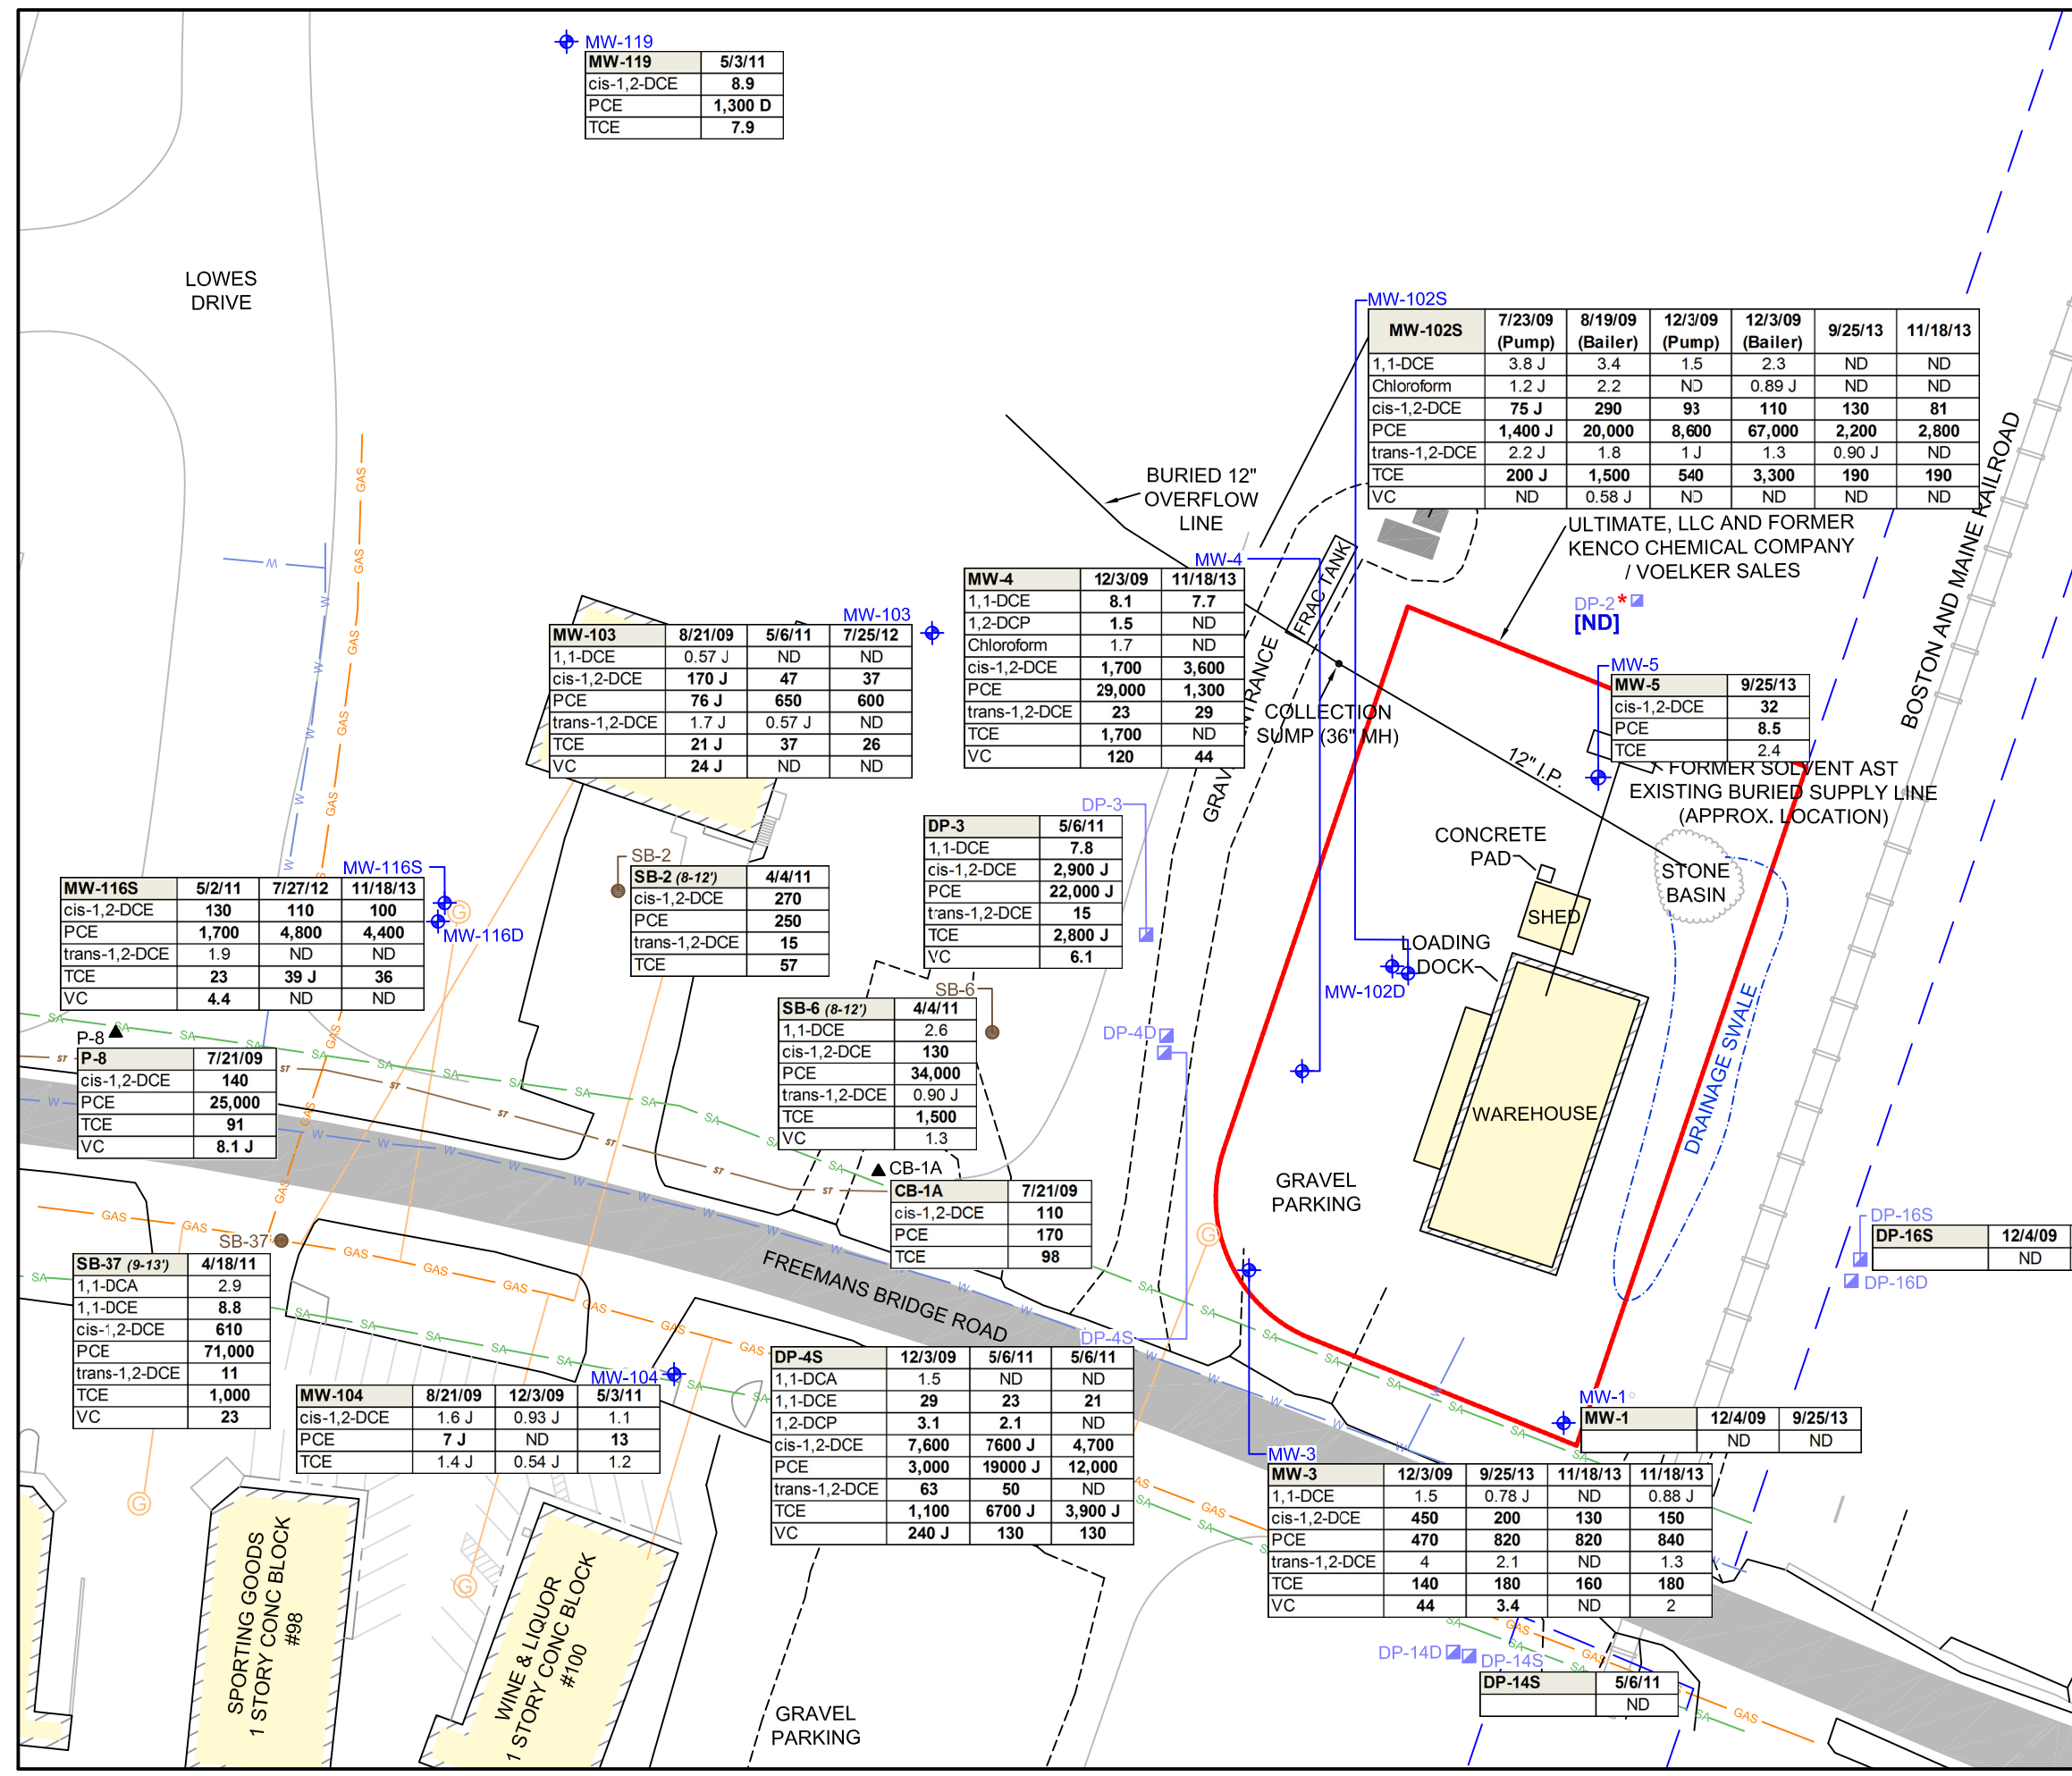 MW-119
MW-119 5/3/11
cis-1,2-DCE 8.9
PCE 1,300 D
TCE 7.9
LOWES
DRIVE
MW-102S
MW-102S 7/23/09 (Pump) 8/19/09 (Bailer) 12/3/09 (Pump) 12/3/09 (Bailer) 9/25/13 11/18/13
1,1-DCE 3.8 J 3.4 1.5 2.3 ND ND
Chloroform 1.2 J 2.2 ND 0.89 J ND ND
cis-1,2-DCE 75 J 290 93 110 130 81
PCE 1,400 J 20,000 8,600 67,000 2,200 2,800
trans-1,2-DCE 2.2 J 1.8 1 J 1.3 0.90 J ND
TCE 200 J 1,500 540 3,300 190 190
VC ND 0.58 J ND ND ND ND
BURIED 12"
OVERFLOW
LINE
ULTIMATE, LLC AND FORMER
KENCO CHEMICAL COMPANY
/ VOELKER SALES
BOSTON AND MAINE RAILROAD
FRAC TANK
DP-2*
[ND]
MW-4
MW-4 12/3/09 11/18/13
1,1-DCE 8.1 7.7
1,2-DCP 1.5 ND
Chloroform 1.7 ND
cis-1,2-DCE 1,700 3,600
PCE 29,000 1,300
trans-1,2-DCE 23 29
TCE 1,700 ND
VC 120 44
MW-103
MW-103 8/21/09 5/6/11 7/25/12
1,1-DCE 0.57 J ND ND
cis-1,2-DCE 170 J 47 37
PCE 76 J 650 600
trans-1,2-DCE 1.7 J 0.57 J ND
TCE 21 J 37 26
VC 24 J ND ND
MW-5
MW-5 9/25/13
cis-1,2-DCE 32
PCE 8.5
TCE 2.4
COLLECTION
SUMP (36" MH)
12" I.P.
FORMER SOLVENT AST
EXISTING BURIED SUPPLY LINE
(APPROX. LOCATION)
CONCRETE
PAD
STONE
BASIN
SHED
LOADING
DOCK
MW-102D
WAREHOUSE
DRAINAGE SWALE
DP-3
DP-3 5/6/11
1,1-DCE 7.8
cis-1,2-DCE 2,900 J
PCE 22,000 J
trans-1,2-DCE 15
TCE 2,800 J
VC 6.1
SB-2
SB-2 (8-12') 4/4/11
cis-1,2-DCE 270
PCE 250
trans-1,2-DCE 15
TCE 57
MW-116S
MW-116S 5/2/11 7/27/12 11/18/13
cis-1,2-DCE 130 110 100
PCE 1,700 4,800 4,400
trans-1,2-DCE 1.9 ND ND
TCE 23 39 J 36
VC 4.4 ND ND
MW-116D
SB-6
SB-6 (8-12') 4/4/11
1,1-DCE 2.6
cis-1,2-DCE 130
PCE 34,000
trans-1,2-DCE 0.90 J
TCE 1,500
VC 1.3
DP-4D
P-8
P-8 7/21/09
cis-1,2-DCE 140
PCE 25,000
TCE 91
VC 8.1 J
CB-1A
CB-1A 7/21/09
cis-1,2-DCE 110
PCE 170
TCE 98
GRAVEL
PARKING
DP-16S
DP-16S 12/4/09
ND
DP-16D
SB-37
SB-37 (9-13') 4/18/11
1,1-DCA 2.9
1,1-DCE 8.8
cis-1,2-DCE 610
PCE 71,000
trans-1,2-DCE 11
TCE 1,000
VC 23
FREEMANS BRIDGE ROAD
MW-104
MW-104 8/21/09 12/3/09 5/3/11
cis-1,2-DCE 1.6 J 0.93 J 1.1
PCE 7 J ND 13
TCE 1.4 J 0.54 J 1.2
DP-4S
DP-4S 12/3/09 5/6/11 5/6/11
1,1-DCA 1.5 ND ND
1,1-DCE 29 23 21
1,2-DCP 3.1 2.1 ND
cis-1,2-DCE 7,600 7600 J 4,700
PCE 3,000 19000 J 12,000
trans-1,2-DCE 63 50 ND
TCE 1,100 6700 J 3,900 J
VC 240 J 130 130
MW-1
MW-1 12/4/09 9/25/13
ND ND
MW-3
MW-3 12/3/09 9/25/13 11/18/13 11/18/13
1,1-DCE 1.5 0.78 J ND 0.88 J
cis-1,2-DCE 450 200 130 150
PCE 470 820 820 840
trans-1,2-DCE 4 2.1 ND 1.3
TCE 140 180 160 180
VC 44 3.4 ND 2
DP-14D
DP-14S
DP-14S 5/6/11
ND
SPORTING GOODS
1 STORY CONC BLOCK
#98
WINE & LIQUOR
1 STORY CONC BLOCK
#100
GRAVEL
PARKING
GAS
SA
ST
W
G